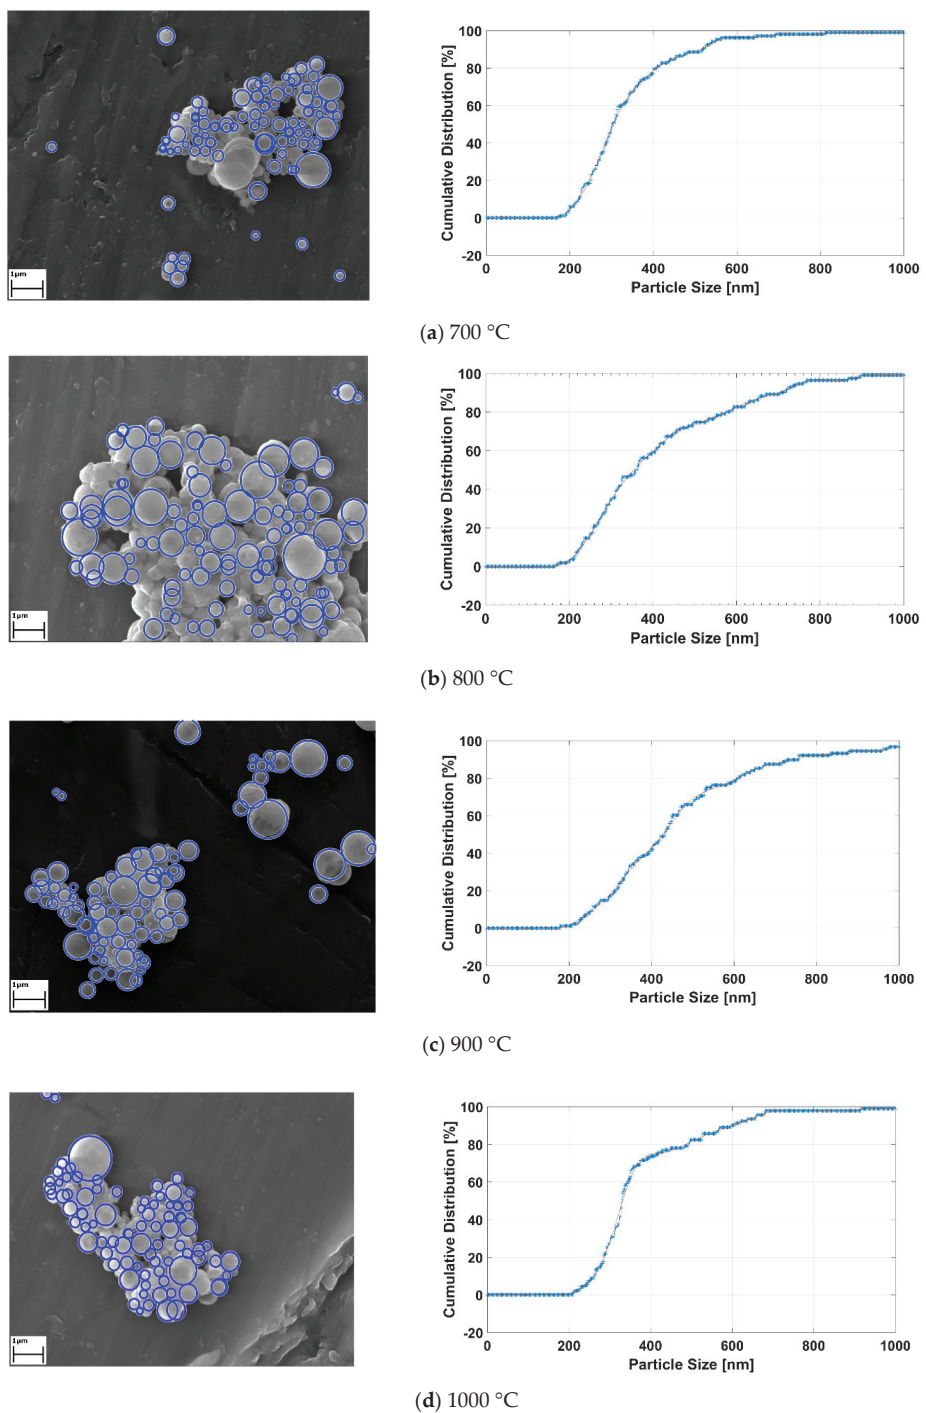 1µm
Cumulative Distribution [%]
100
80
60
40
20
0
-20
0 200 400 600 800 1000
Particle Size [nm]
(a) 700 °C
1µm
Cumulative Distribution [%]
100
80
60
40
20
0
-20
0 200 400 600 800 1000
Particle Size [nm]
(b) 800 °C
1µm
Cumulative Distribution [%]
100
80
60
40
20
0
-20
0 200 400 600 800 1000
Particle Size [nm]
(c) 900 °C
1µm
Cumulative Distribution [%]
100
80
60
40
20
0
-20
0 200 400 600 800 1000
Particle Size [nm]
(d) 1000 °C